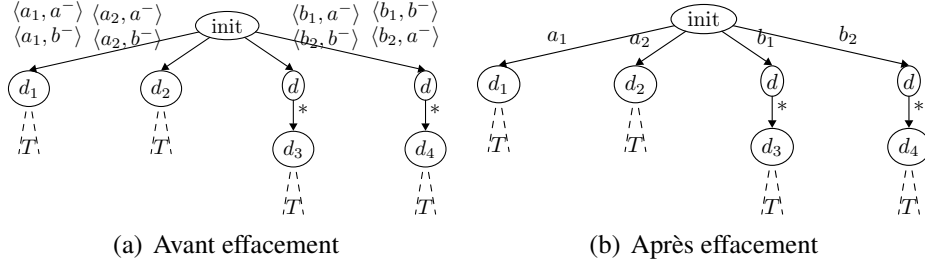 ⟨a₁, a⁻⟩ ⟨a₂, a⁻⟩ init ⟨b₁, a⁻⟩ ⟨b₁, b⁻⟩
⟨a₁, b⁻⟩ ⟨a₂, b⁻⟩ ⟨b₂, b⁻⟩ ⟨b₂, a⁻⟩
d₁ d₂ d d
* *
T T d₃ d₄
T T
(a) Avant effacement
init
a₁ a₂ b₁ b₂
d₁ d₂ d d
* *
T T d₃ d₄
T T
(b) Après effacement